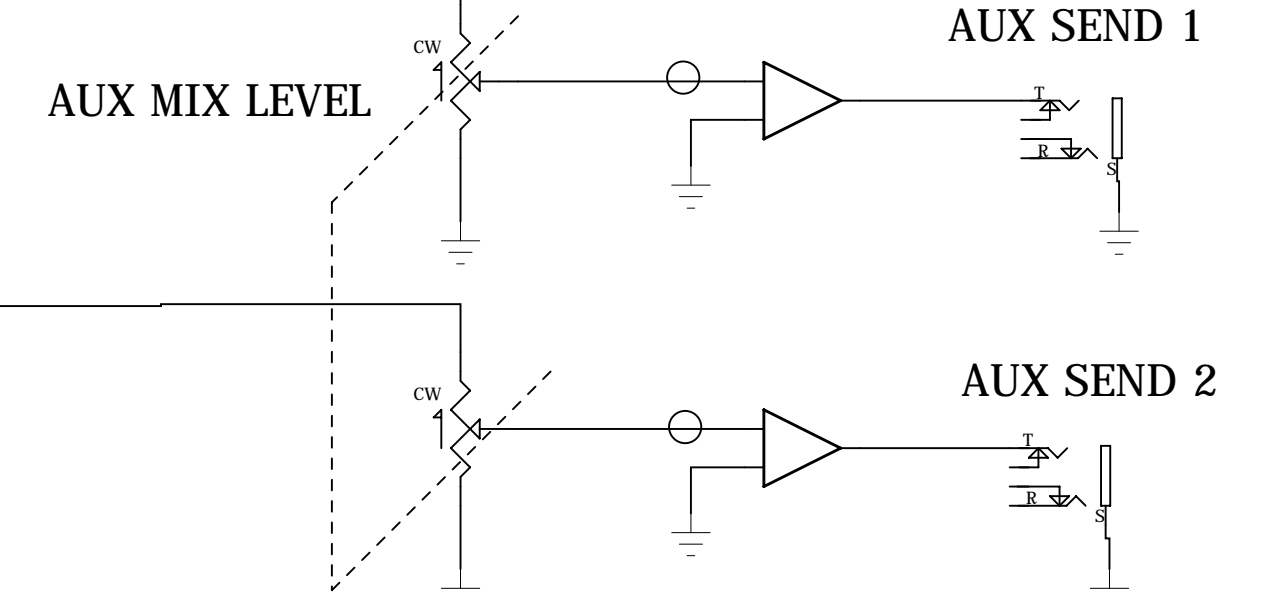 AUX SEND 1
CW
AUX MIX LEVEL
T
R
S
AUX SEND 2
CW
T
R
S